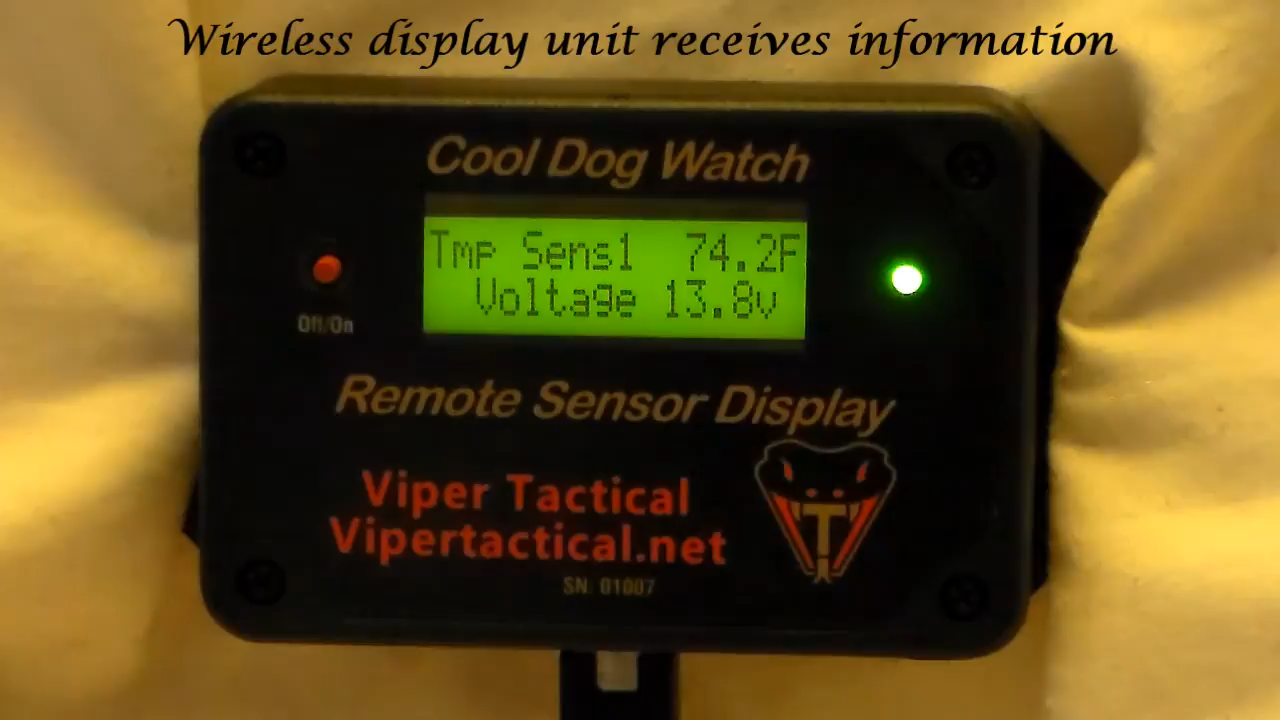 Wireless display unit receives information
Cool Dog Watch
Tmp Sens1 74.2F
Voltage 13.8v
Off/On
Remote Sensor Display
Viper Tactical
Vipertactical.net
T
SN: 01007